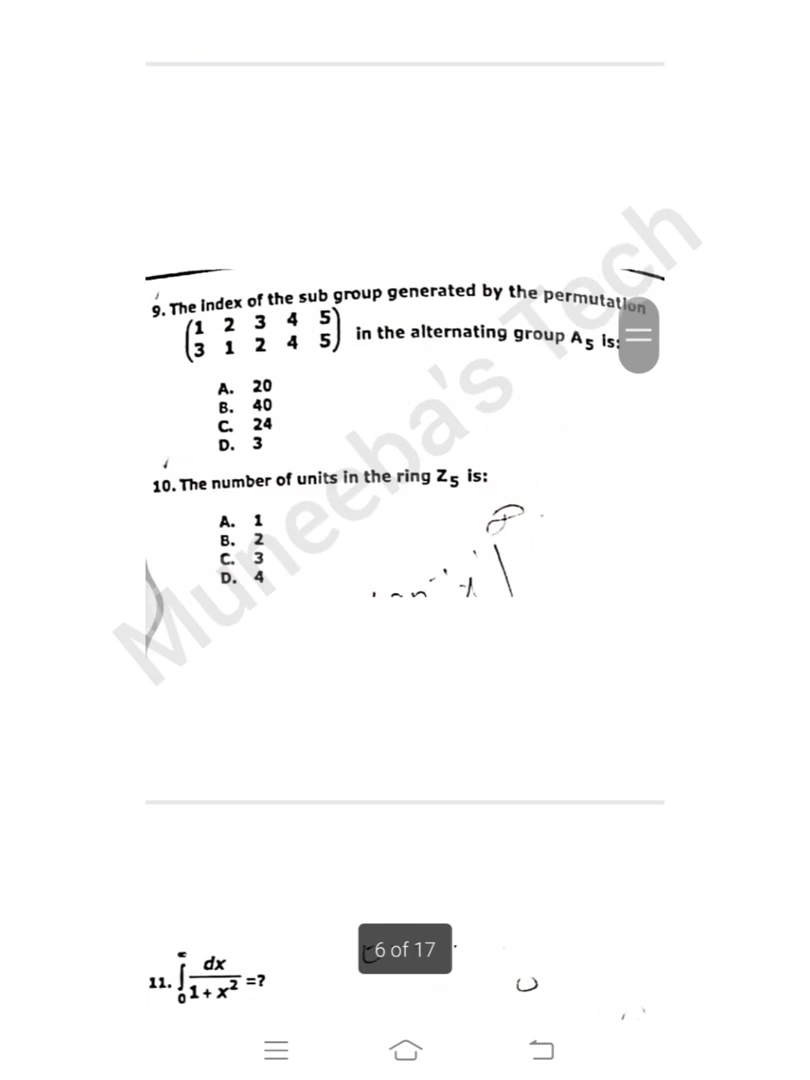 9. The index of the sub group generated by the permutation
(1 2 3 4 5)
(3 1 2 4 5) in the alternating group A5 is:
A. 20
B. 40
C. 24
D. 3
10. The number of units in the ring Z5 is:
A. 1
B. 2
C. 3
D. 4
Muneeba's Tech
6 of 17
11. ∫₀^∞ dx/(1 + x²) =?